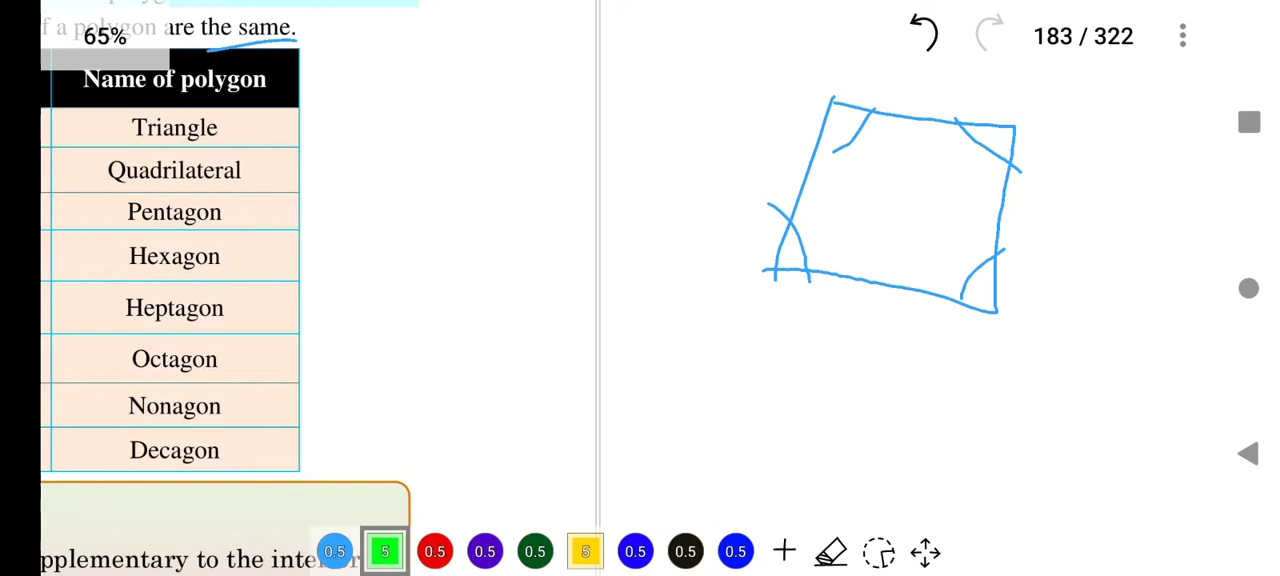 f a polygon are the same.
65%
183 / 322
Name of polygon
Triangle
Quadrilateral
Pentagon
Hexagon
Heptagon
Octagon
Nonagon
Decagon
pplementary to the inter
0.5 5 0.5 0.5 0.5 5 0.5 0.5 0.5